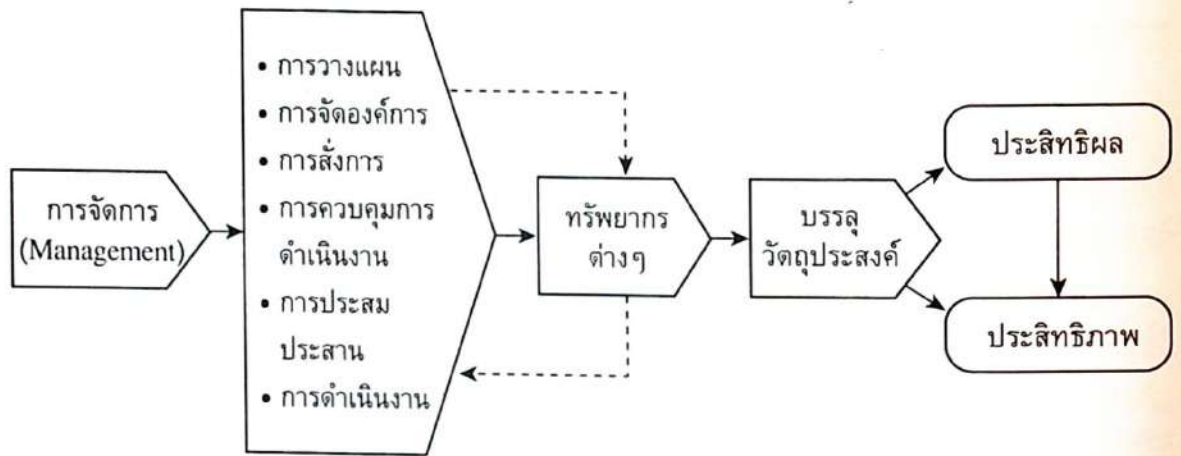 การจัดการ
(Management)
• การวางแผน
• การจัดองค์การ
• การสั่งการ
• การควบคุมการ
ดำเนินงาน
• การประสม
ประสาน
• การดำเนินงาน
ทรัพยากร
ต่างๆ
บรรลุ
วัตถุประสงค์
ประสิทธิผล
ประสิทธิภาพ